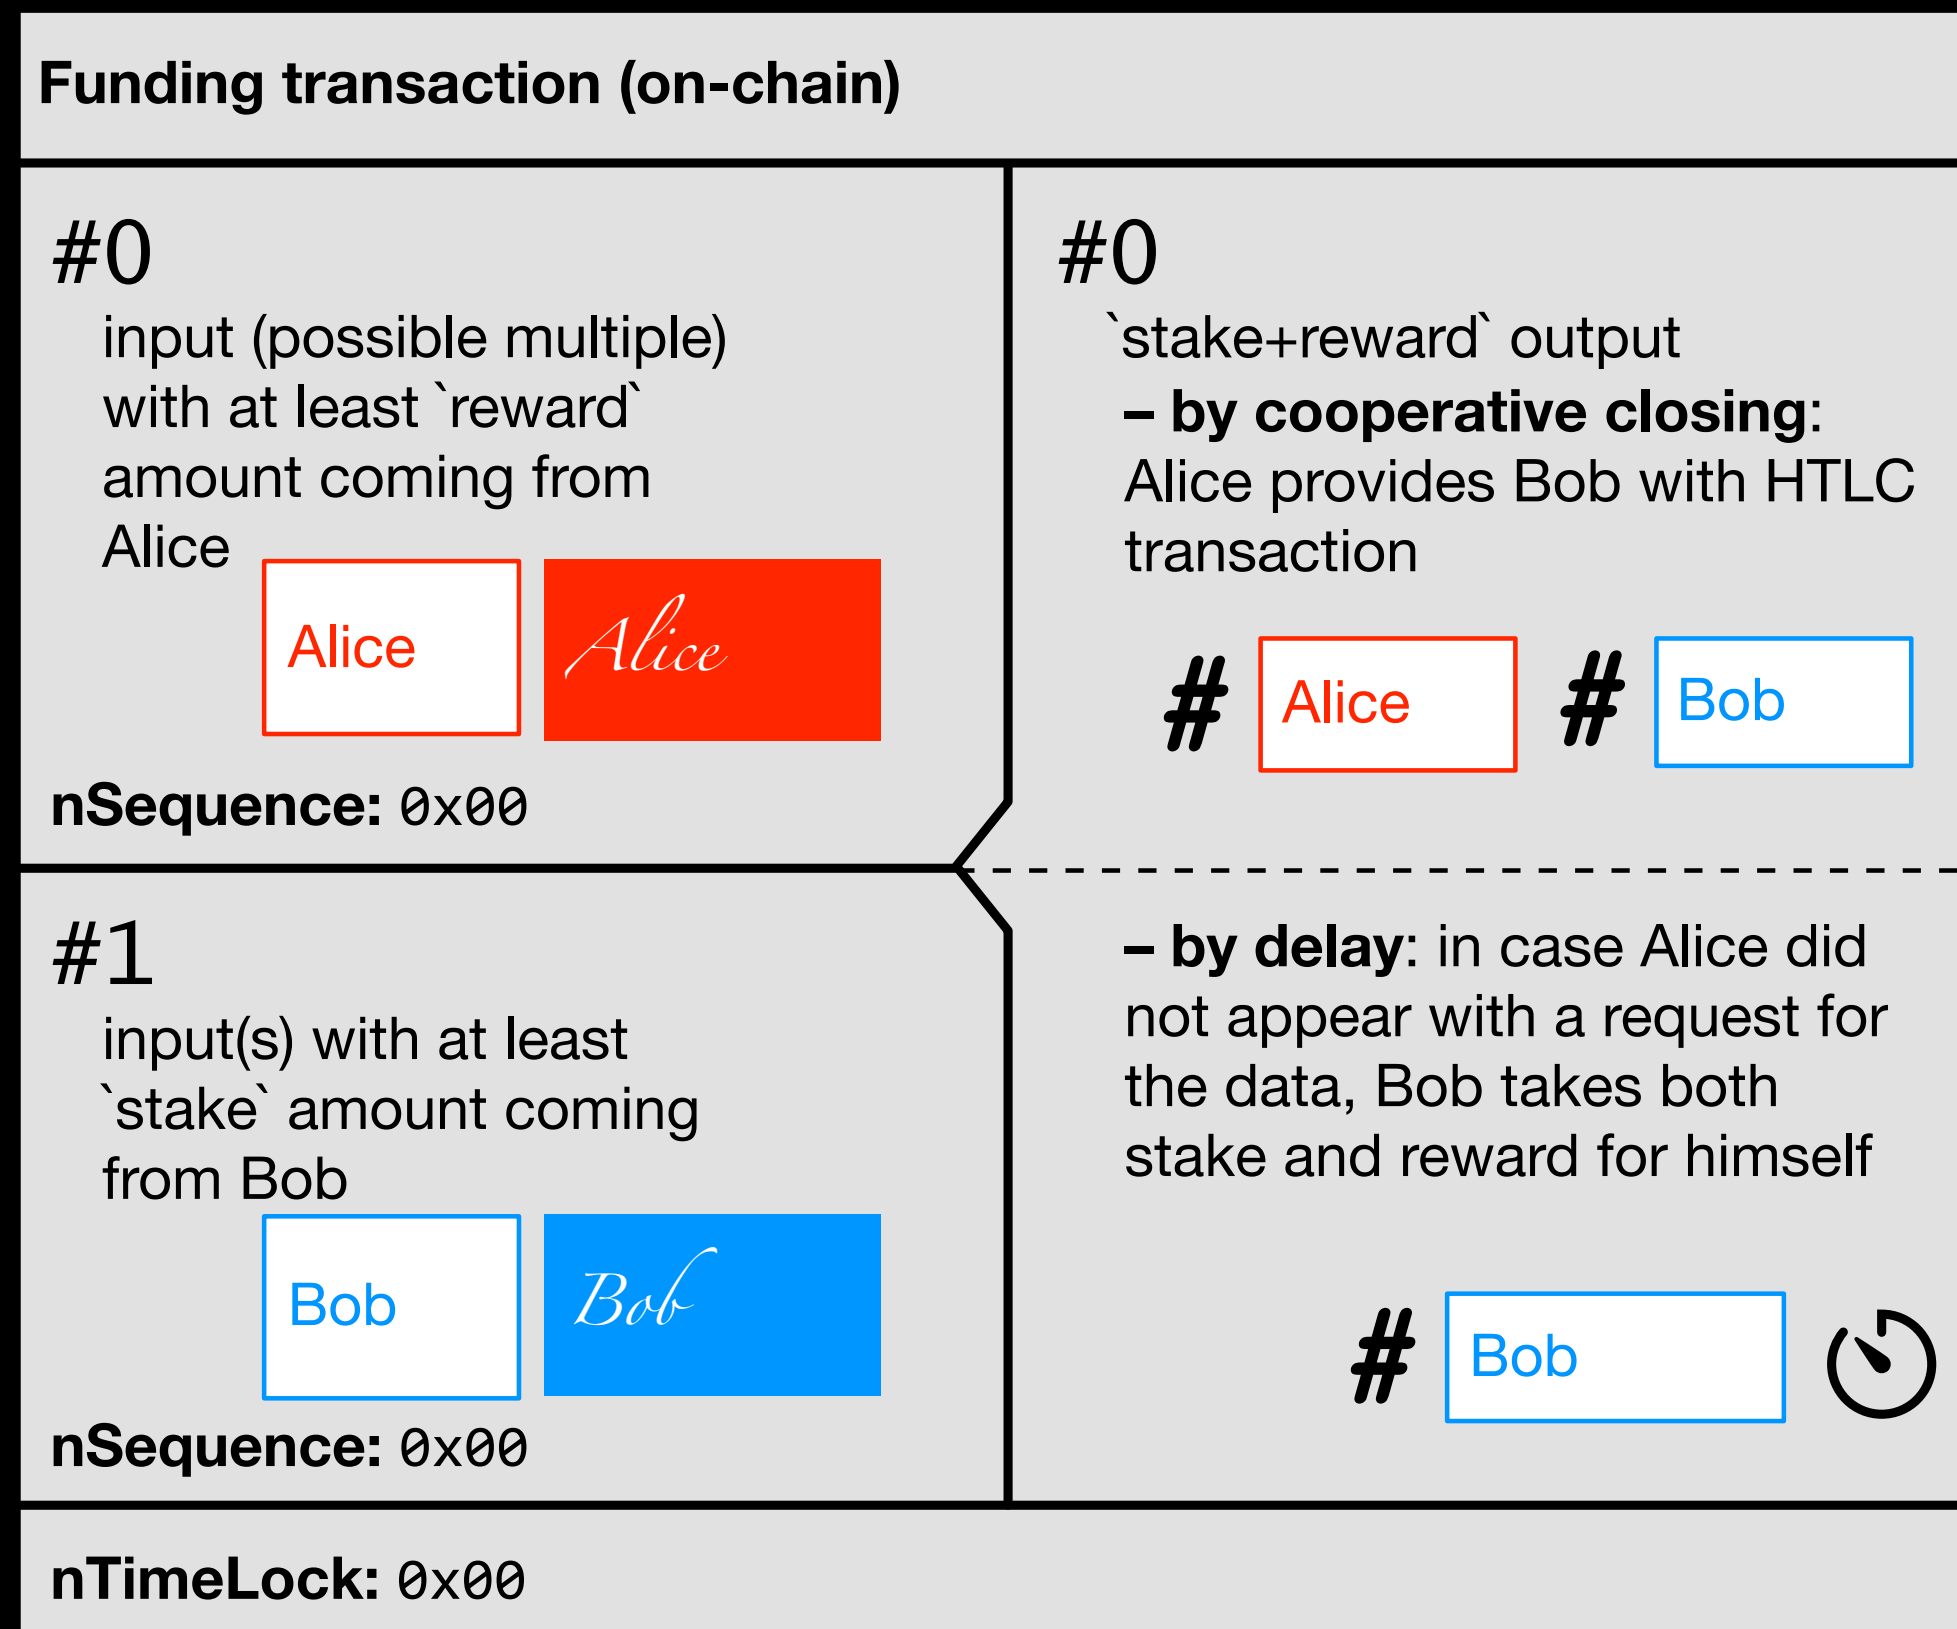 Funding transaction (on-chain)
#0
input (possible multiple)
with at least `reward`
amount coming from
Alice
Alice
Alice
nSequence: 0x00
#1
input(s) with at least
`stake` amount coming
from Bob
Bob
Bob
nSequence: 0x00
#0
`stake+reward` output
– by cooperative closing:
Alice provides Bob with HTLC
transaction
# Alice # Bob
– by delay: in case Alice did
not appear with a request for
the data, Bob takes both
stake and reward for himself
# Bob
nTimeLock: 0x00